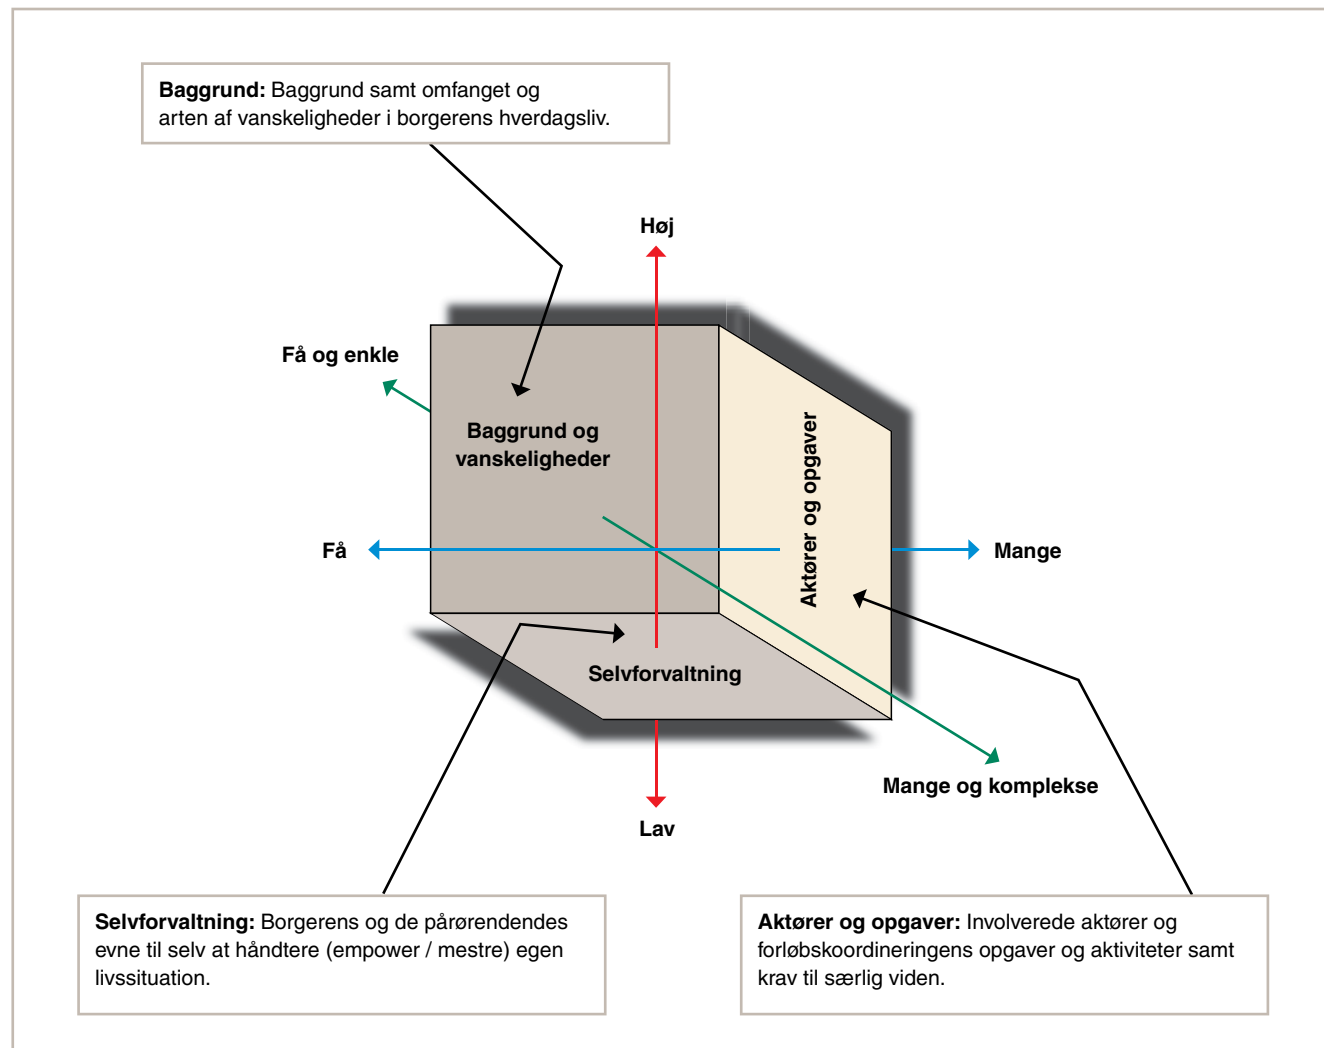 Baggrund: Baggrund samt omfanget og
arten af vanskeligheder i borgerens hverdagsliv.
Høj
Få og enkle
Baggrund og
vanskeligheder
Aktører og opgaver
Få
Mange
Selvforvaltning
Mange og komplekse
Lav
Selvforvaltning: Borgerens og de pårørendendes
evne til selv at håndtere (empower / mestre) egen
livssituation.
Aktører og opgaver: Involverede aktører og
forløbskoordineringens opgaver og aktiviteter samt
krav til særlig viden.